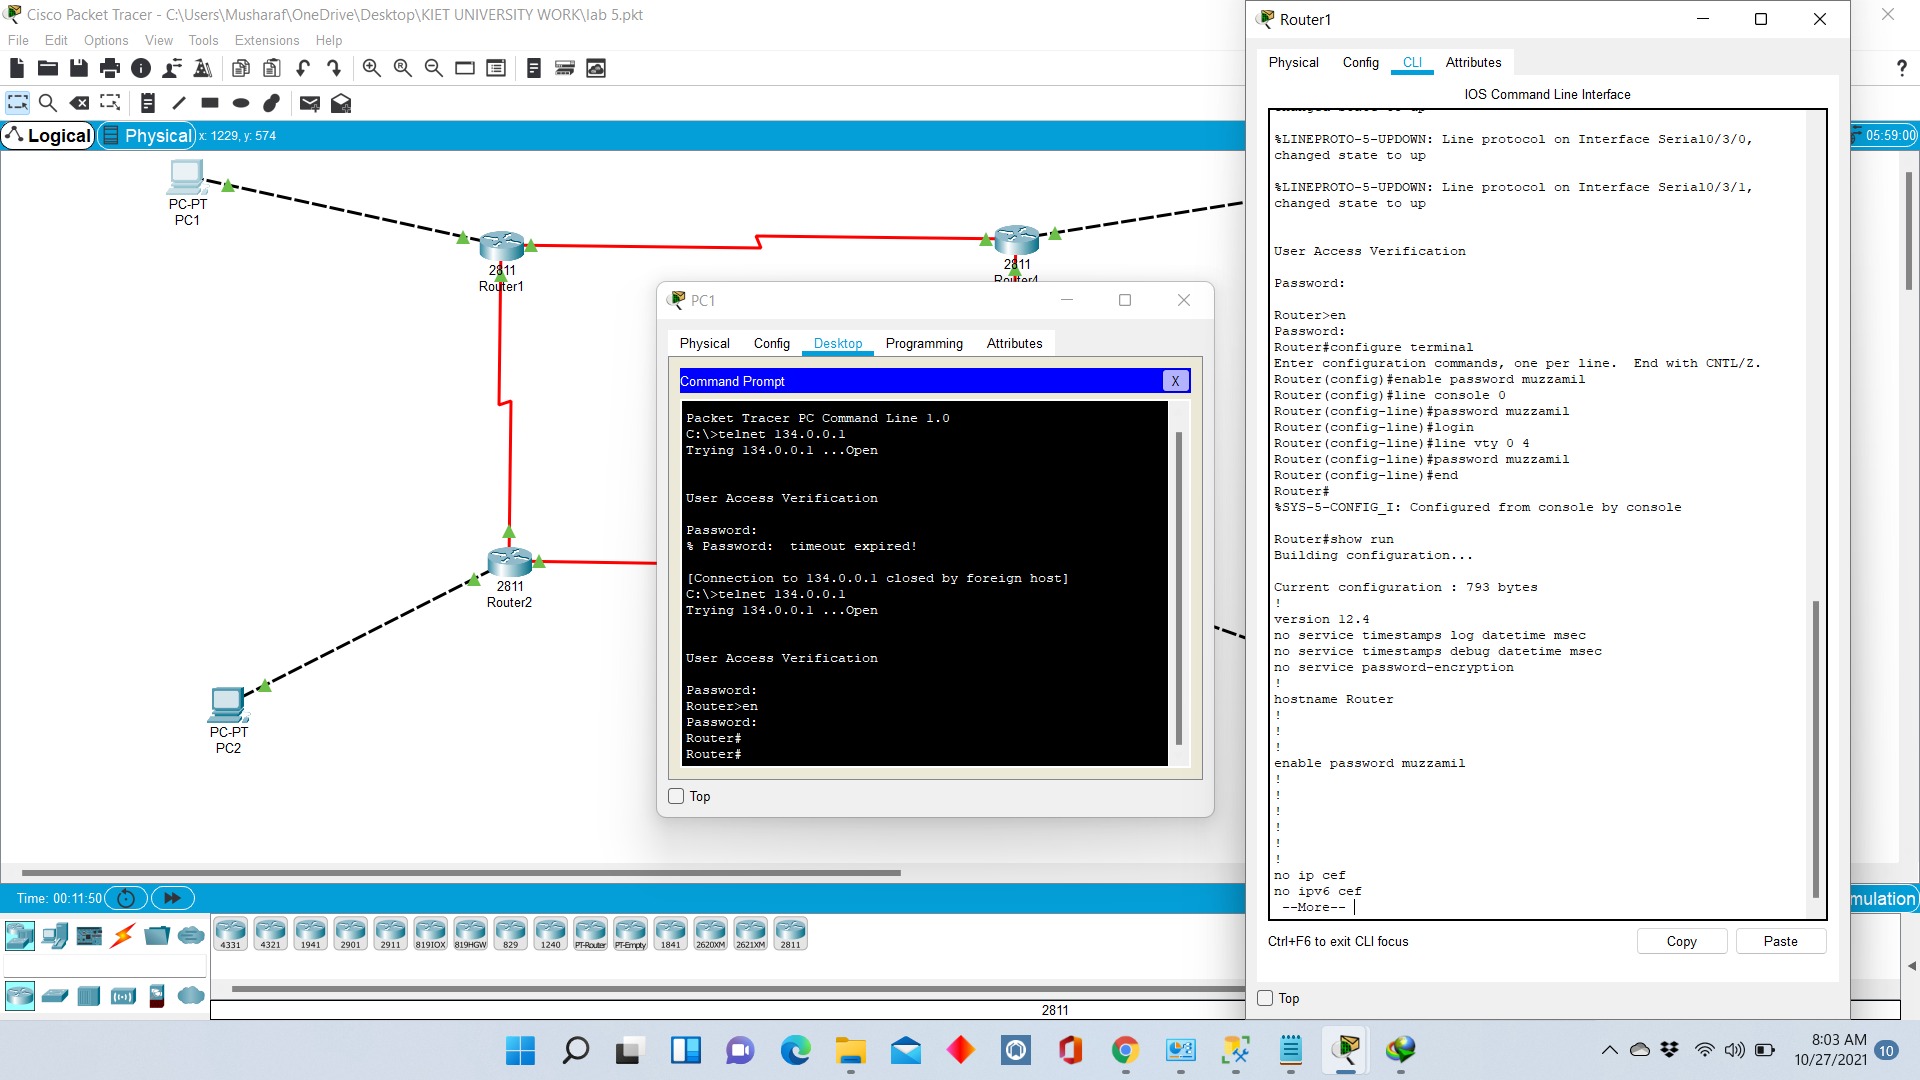 Cisco Packet Tracer - C:\Users\Musharaf\OneDrive\Desktop\KIET UNIVERSITY WORK\lab 5.pkt
File Edit Options View Tools Extensions Help
Logical Physical x: 1229, y: 574
05:59:00
PC-PT
PC1
2811
Router1
2811
Router4
2811
Router2
PC-PT
PC2
PC1
Physical Config Desktop Programming Attributes
Command Prompt X
Packet Tracer PC Command Line 1.0
C:\>telnet 134.0.0.1
Trying 134.0.0.1 ...Open
User Access Verification
Password:
% Password:  timeout expired!
[Connection to 134.0.0.1 closed by foreign host]
C:\>telnet 134.0.0.1
Trying 134.0.0.1 ...Open
User Access Verification
Password:
Router>en
Password:
Router#
Router#
Top
Router1
Physical Config CLI Attributes
IOS Command Line Interface
changed state to up
%LINEPROTO-5-UPDOWN: Line protocol on Interface Serial0/3/0,
changed state to up
%LINEPROTO-5-UPDOWN: Line protocol on Interface Serial0/3/1,
changed state to up
User Access Verification
Password:
Router>en
Password:
Router#configure terminal
Enter configuration commands, one per line.  End with CNTL/Z.
Router(config)#enable password muzzamil
Router(config)#line console 0
Router(config-line)#password muzzamil
Router(config-line)#login
Router(config-line)#line vty 0 4
Router(config-line)#password muzzamil
Router(config-line)#end
Router#
%SYS-5-CONFIG_I: Configured from console by console
Router#show run
Building configuration...
Current configuration : 793 bytes
!
version 12.4
no service timestamps log datetime msec
no service timestamps debug datetime msec
no service password-encryption
!
hostname Router
!
!
!
enable password muzzamil
!
!
!
!
!
!
no ip cef
no ipv6 cef
--More--
Ctrl+F6 to exit CLI focus
Copy Paste
Top
Time: 00:11:50
mulation
4331 4321 1941 2901 2911 819IOX 819HGW 829 1240 PT-Router PT-Empty 1841 2620XM 2621XM 2811
2811
8:03 AM
10/27/2021
10